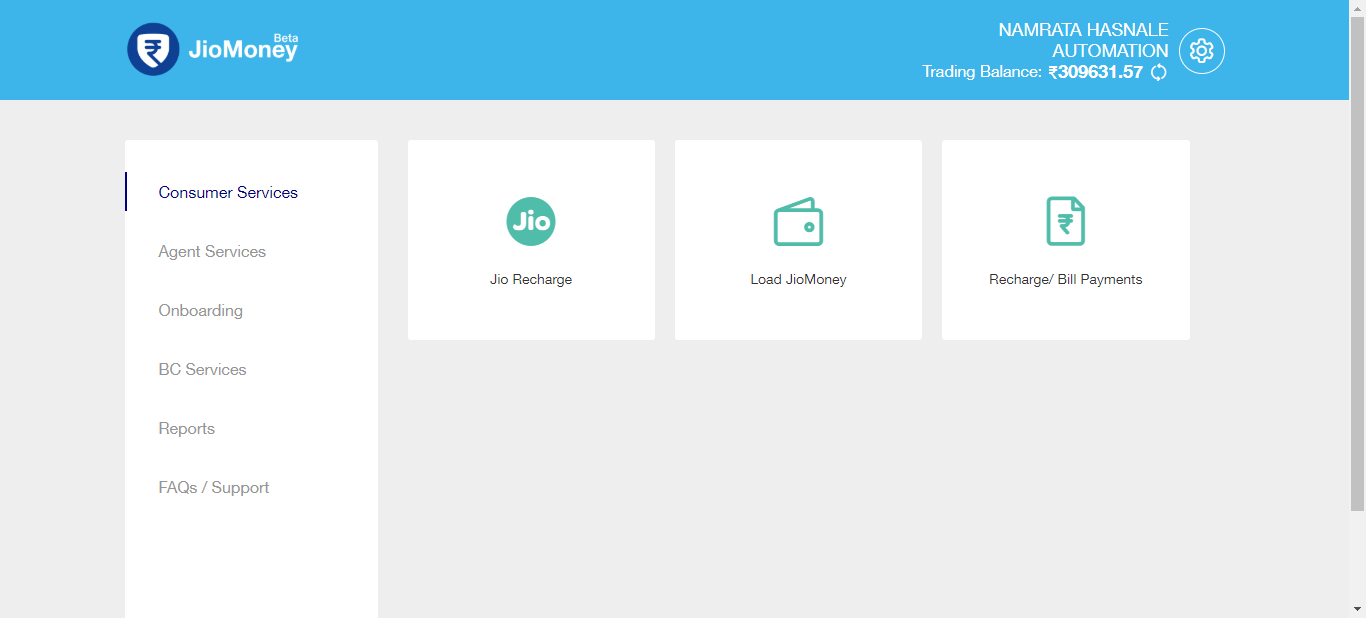 Beta
JioMoney
NAMRATA HASNALE
AUTOMATION
Trading Balance: ₹309631.57
Consumer Services
Agent Services
Onboarding
BC Services
Reports
FAQs / Support
Jio
Jio Recharge
Load JioMoney
₹
Recharge/ Bill Payments